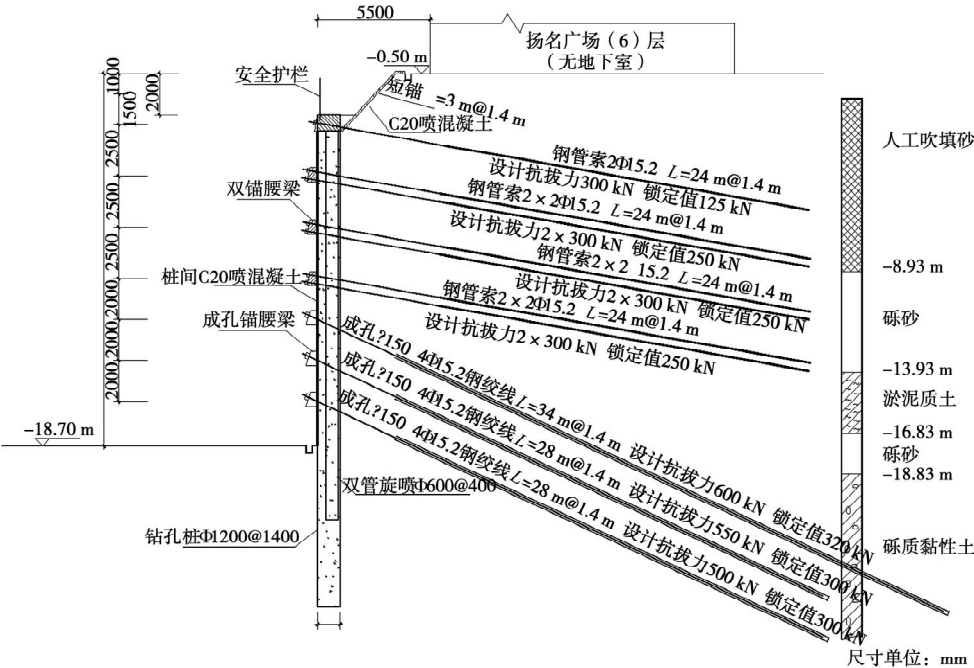 5500
扬名广场（6）层
（无地下室）
-0.50 m
安全护栏
1000
2000
1500
短锚 =3 m@1.4 m
C20喷混凝土
人工吹填砂
2500
钢管索2Φ15.2 L=24 m@1.4 m
设计抗拔力300 kN 锁定值125 kN
双锚腰梁
2500
钢管索2×2Φ15.2 L=24 m@1.4 m
设计抗拔力2×300 kN 锁定值250 kN
2500
钢管索2×2 15.2 L=24 m@1.4 m
设计抗拔力2×300 kN 锁定值250 kN
-8.93 m
桩间C20喷混凝土
2000
钢管索2×2Φ15.2 L=24 m@1.4 m
设计抗拔力2×300 kN 锁定值250 kN
砾砂
成孔锚腰梁
2000
2000
成孔?150 4Φ15.2钢绞线L=34 m@1.4 m 设计抗拔力600 kN 锁定值320 kN
成孔?150 4Φ15.2钢绞线L=28 m@1.4 m 设计抗拔力550 kN 锁定值300 kN
成孔?150 4Φ15.2钢绞线L=28 m@1.4 m 设计抗拔力500 kN 锁定值300 kN
-13.93 m
淤泥质土
-16.83 m
砾砂
-18.83 m
-18.70 m
双管旋喷Φ600@400
钻孔桩Φ1200@1400
砾质黏性土
尺寸单位：mm